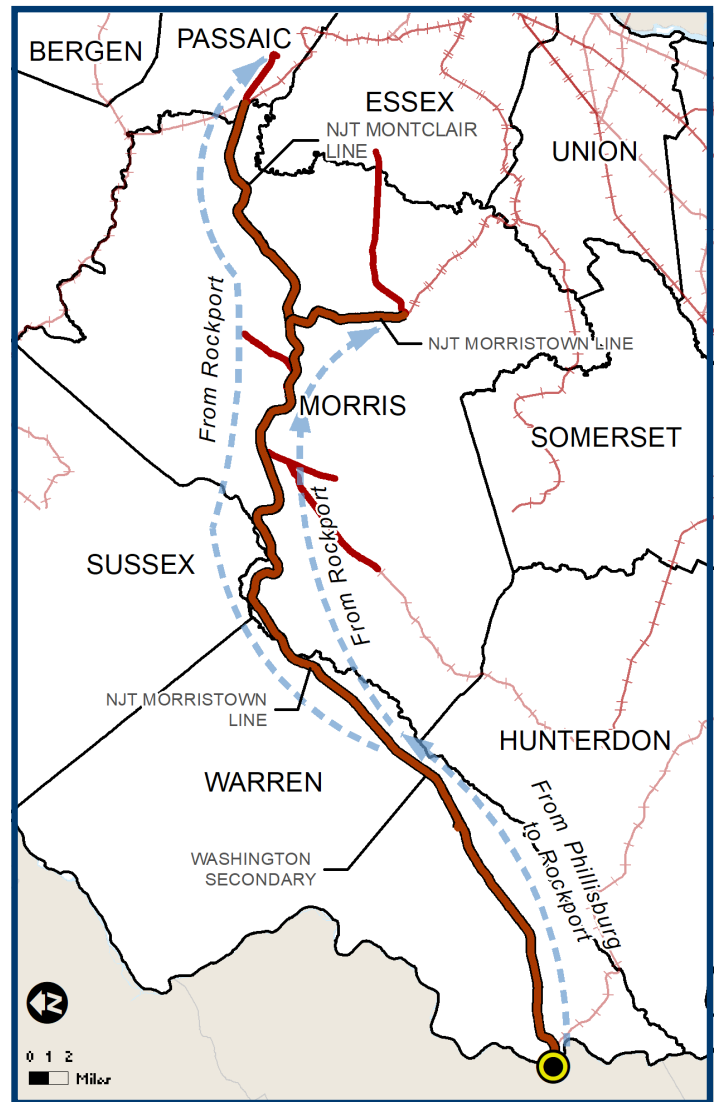 PASSAIC
BERGEN
ESSEX
NJT MONTCLAIR
LINE
UNION
From Rockport
NJT MORRISTOWN LINE
MORRIS
SOMERSET
From Rockport
SUSSEX
NJT MORRISTOWN
LINE
HUNTERDON
WARREN
From Phillisburg
to Rockport
WASHINGTON
SECONDARY
N
0 1 2
Miles